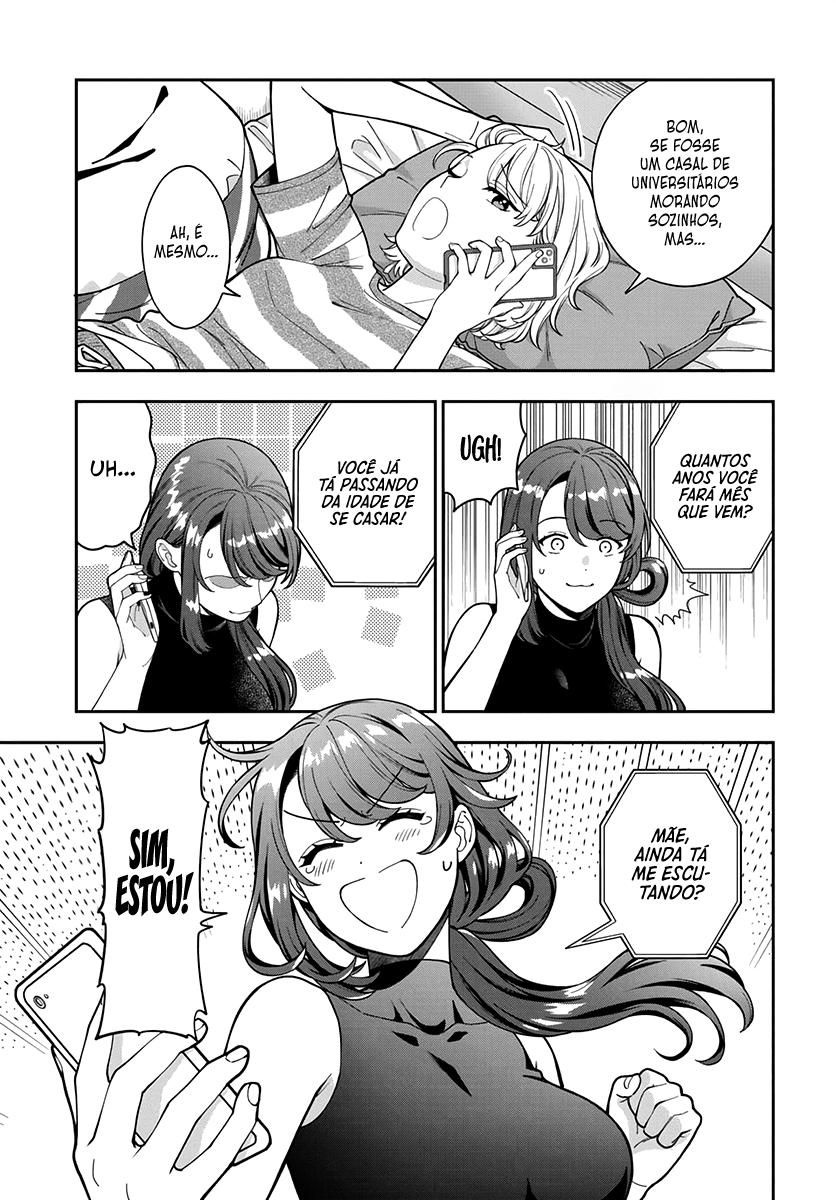 BOM,
SE FOSSE
UM CASAL DE
UNIVERSITÁRIOS
MORANDO
SOZINHOS,
MAS...
AH, É
MESMO...
QUANTOS
ANOS VOCÊ
FARÁ MÊS
QUE VEM?
UGH!
VOCÊ JÁ
TÁ PASSANDO
DA IDADE DE
SE CASAR!
UH...
MÃE,
AINDA TÁ
ME ESCU-
TANDO?
SIM,
ESTOU!